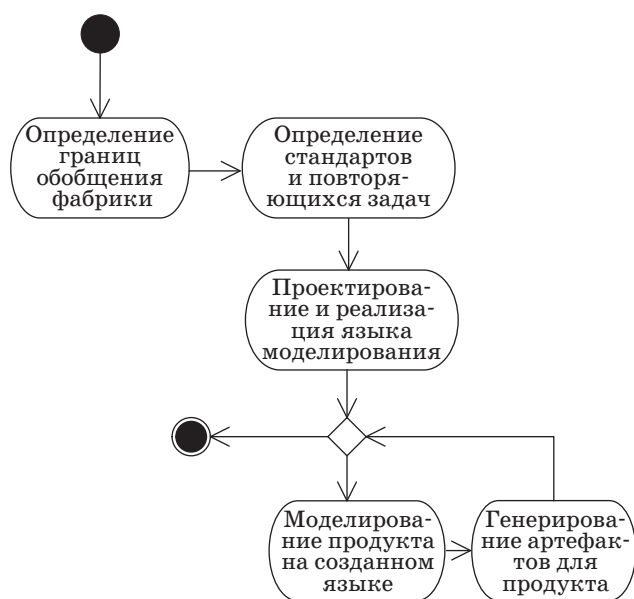 Определение
границ
обобщения
фабрики
Определение
стандартов
и повторя-
ющихся задач
Проектирова-
ние и реализа-
ция языка
моделирования
Моделирова-
ние продукта
на созданном
языке
Генерирова-
ние артефак-
тов для
продукта